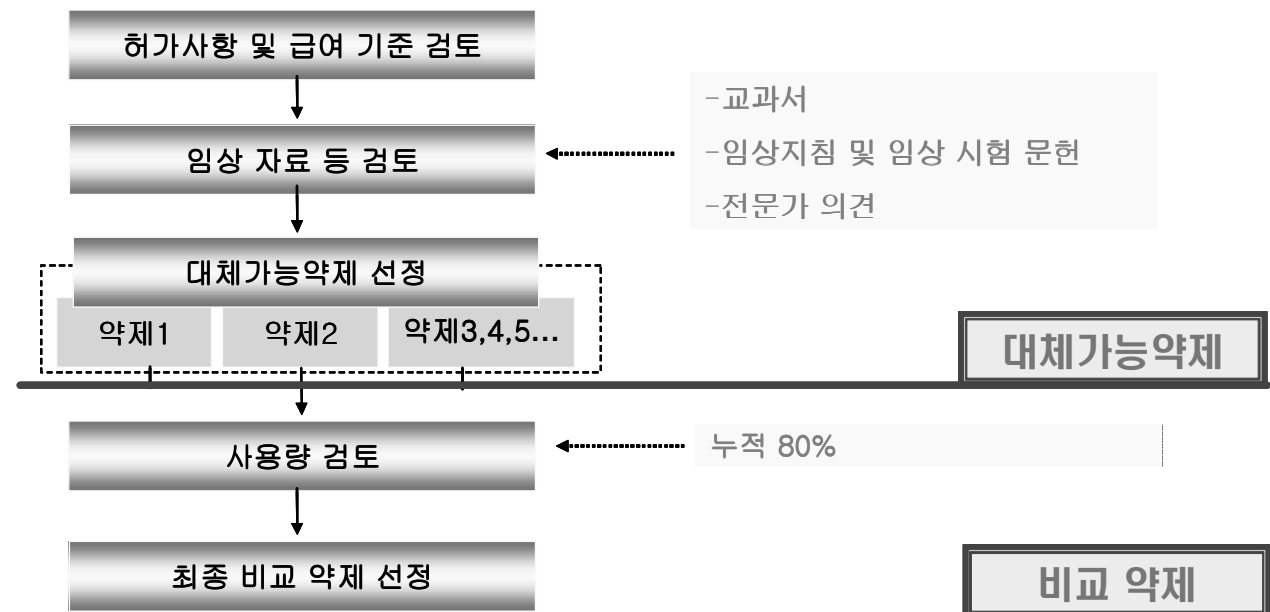 허가사항 및 급여 기준 검토
-교과서
임상 자료 등 검토
-임상지침 및 임상 시험 문헌
-전문가 의견
대체가능약제 선정
약제1
약제2
약제3,4,5...
대체가능약제
사용량 검토
누적 80%
최종 비교 약제 선정
비교 약제